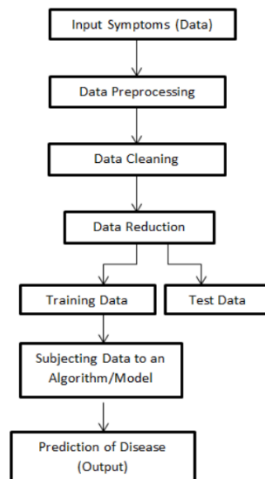 Input Symptoms (Data)
Data Preprocessing
Data Cleaning
Data Reduction
Training Data
Test Data
Subjecting Data to an
Algorithm/Model
Prediction of Disease
(Output)